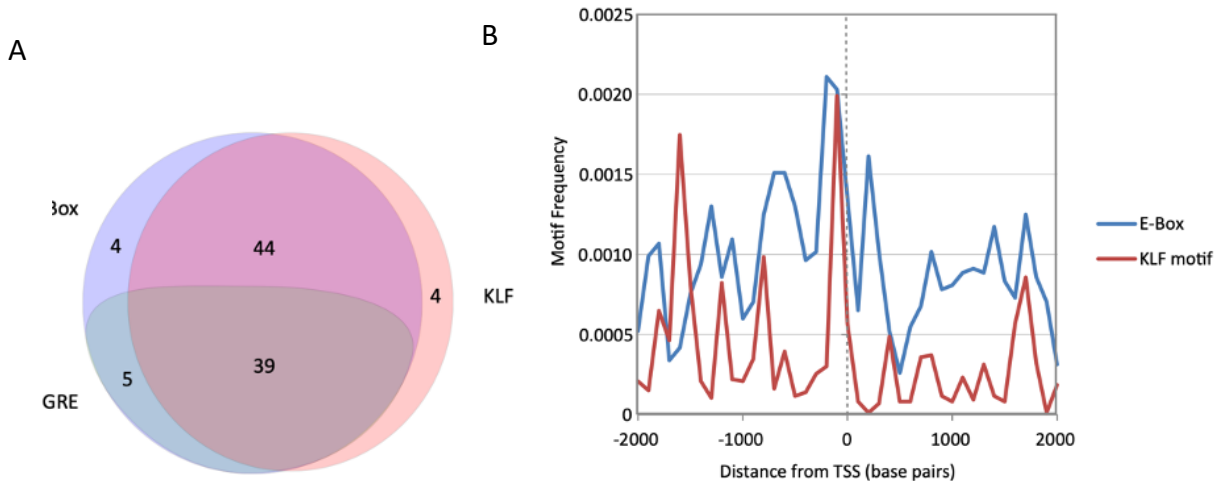 A
Box
4
44
4
KLF
GRE
5
39
B
0.0025
0.0020
0.0015
0.0010
0.0005
0
Motif Frequency
-2000
-1000
0
1000
2000
Distance from TSS (base pairs)
E-Box
KLF motif